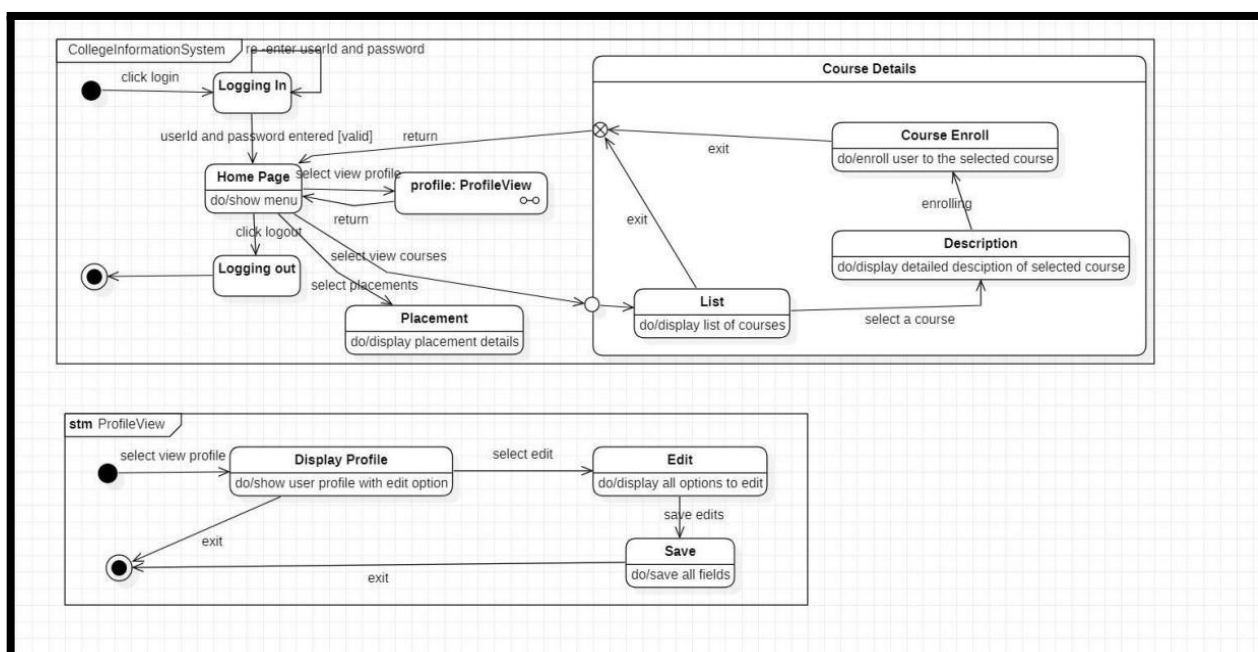 CollegeInformationSystem
re -enter userId and password
click login
Logging In
userId and password entered [valid]
return
Home Page
do/show menu
select view profile
profile: ProfileView
return
click logout
Logging out
select view courses
select placements
Placement
do/display placement details
Course Details
Course Enroll
do/enroll user to the selected course
exit
enrolling
exit
Description
do/display detailed desciption of selected course
List
do/display list of courses
select a course
stm ProfileView
select view profile
Display Profile
do/show user profile with edit option
select edit
Edit
do/display all options to edit
save edits
exit
Save
do/save all fields
exit